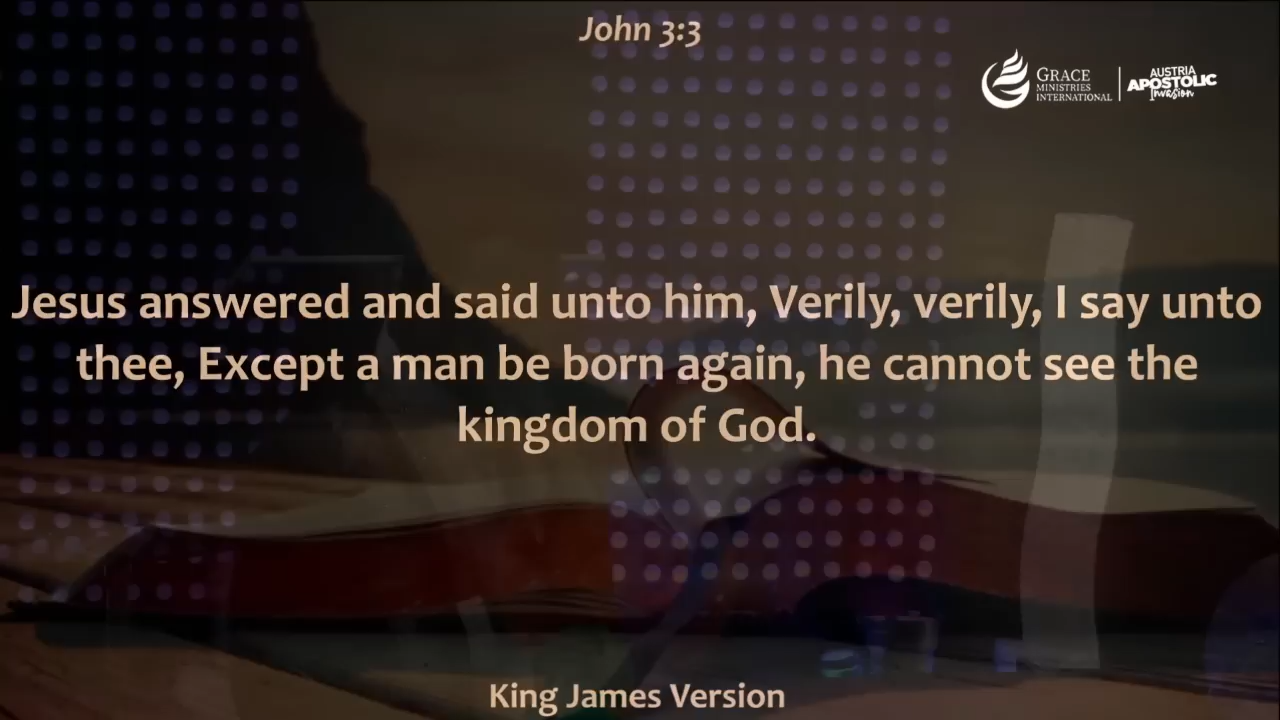 John 3:3
GRACE
MINISTRIES
INTERNATIONAL
AUSTRIA
APOSTOLIC
Invasion
Jesus answered and said unto him, Verily, verily, I say unto
thee, Except a man be born again, he cannot see the
kingdom of God.
King James Version